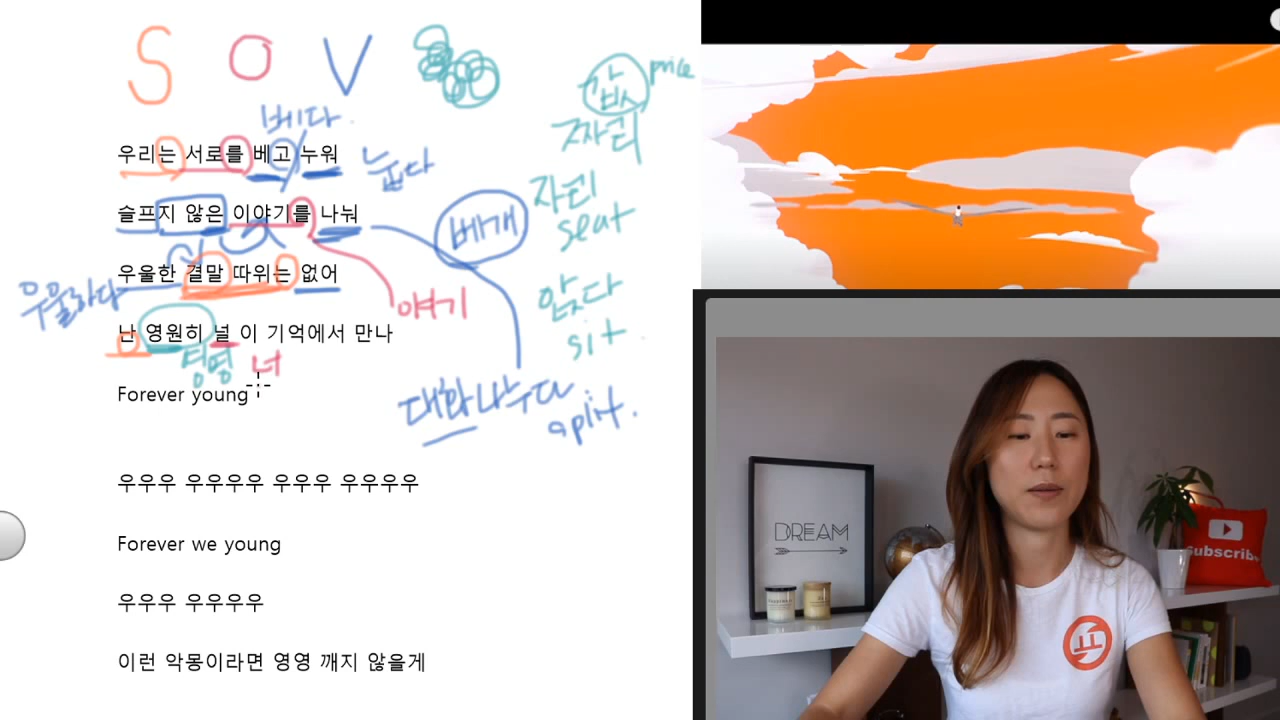 S O V
값 price
베다
우리는 서로를 베고 누워
눕다
자리
슬프지 않은 이야기를 나눠
베개
자리
seat
우울한 결말 따위는 없어
우울하다
얘기
앉다
sit
난 영원히 널 이 기억에서 만나
너
Forever young
대화 나누다
split.
우우우 우우우우 우우우 우우우우
Forever we young
우우우 우우우우
이런 악몽이라면 영영 깨지 않을게
DREAM
Subscribe